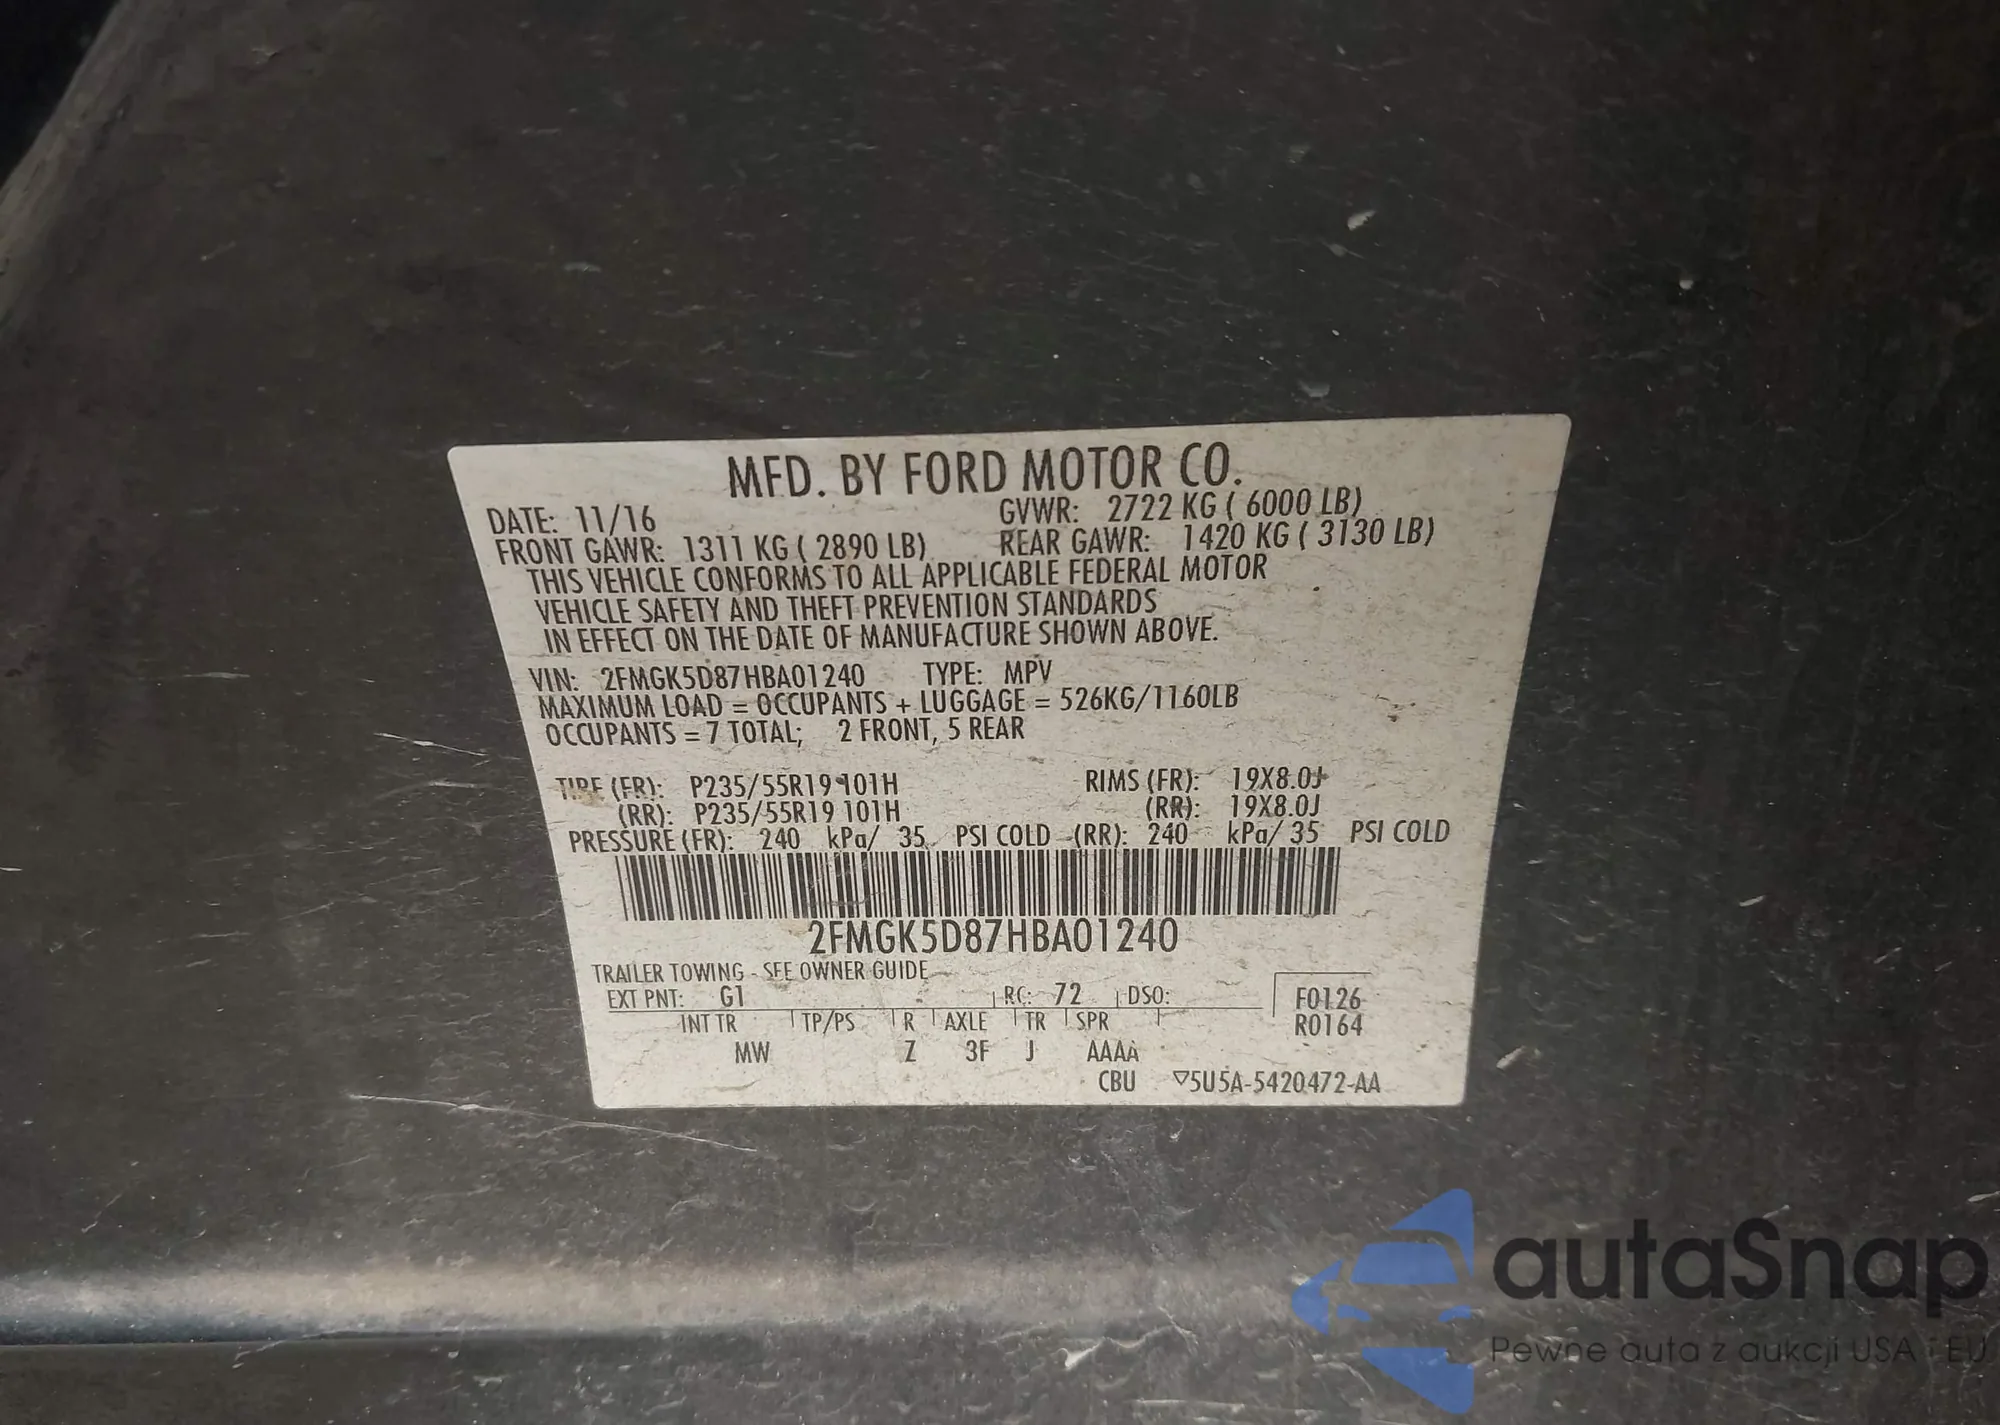 MFD. BY FORD MOTOR CO.
DATE: 11/16 GVWR: 2722 KG ( 6000 LB)
FRONT GAWR: 1311 KG ( 2890 LB) REAR GAWR: 1420 KG ( 3130 LB)
THIS VEHICLE CONFORMS TO ALL APPLICABLE FEDERAL MOTOR
VEHICLE SAFETY AND THEFT PREVENTION STANDARDS
IN EFFECT ON THE DATE OF MANUFACTURE SHOWN ABOVE.
VIN: 2FMGK5D87HBA01240 TYPE: MPV
MAXIMUM LOAD = OCCUPANTS + LUGGAGE = 526KG/1160LB
OCCUPANTS = 7 TOTAL; 2 FRONT, 5 REAR
TIRE (FR): P235/55R19 101H RIMS (FR): 19X8.0J
(RR): P235/55R19 101H (RR): 19X8.0J
PRESSURE (FR): 240 kPa/ 35 PSI COLD (RR): 240 kPa/ 35 PSI COLD
2FMGK5D87HBA01240
TRAILER TOWING - SEE OWNER GUIDE
EXT PNT: G1 RC: 72 DSO: F0126
INT TR TP/PS R AXLE TR SPR R0164
MW Z 3F J AAAA
CBU ▽5U5A-5420472-AA
autaSnap
Pewne auta z aukcji USA i EU